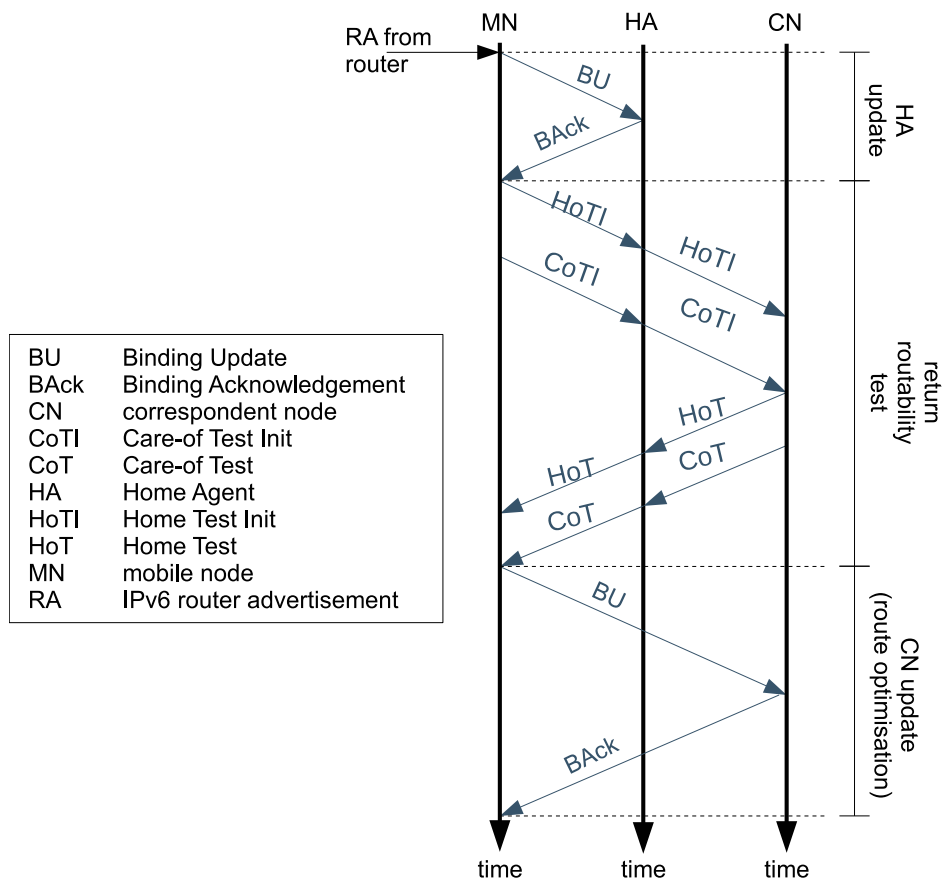 MN HA CN
RA from
router
BU
HA
update
BAck
HoTI
HoTI
CoTI
CoTI
return
routability
test
BU Binding Update
BAck Binding Acknowledgement
CN correspondent node
CoTI Care-of Test Init
CoT Care-of Test
HA Home Agent
HoTI Home Test Init
HoT Home Test
MN mobile node
RA IPv6 router advertisement
HoT
CoT
HoT
CoT
BU
CN update
(route optimisation)
BAck
time time time